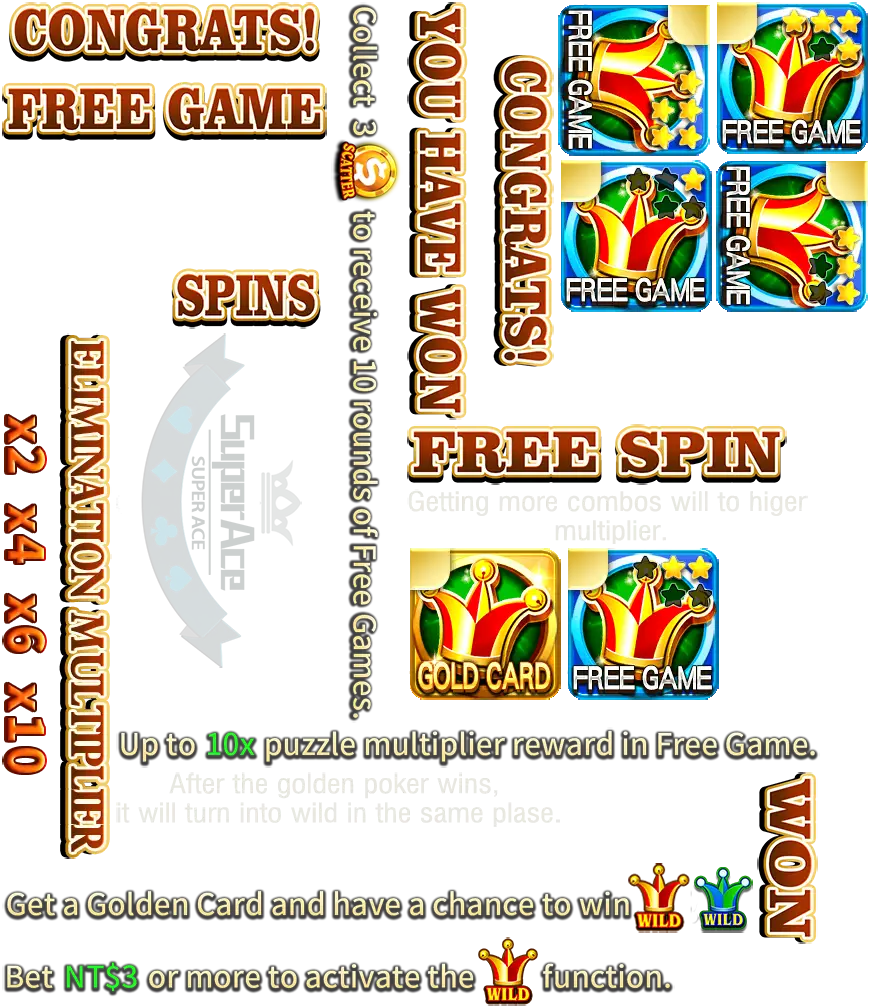 CONGRATS!
FREE GAME
Collect 3 SCATTER to receive 10 rounds of Free Games.
YOU HAVE WON
CONGRATS!
FREE GAME
FREE GAME
FREE GAME
FREE GAME
SPINS
ELIMINATION MULTIPLIER
x2 x4 x6 x10
SuperAce
SUPER ACE
FREE SPIN
Getting more combos will to higer
multiplier.
GOLD CARD
FREE GAME
Up to 10x puzzle multiplier reward in Free Game.
After the golden poker wins,
it will turn into wild in the same plase.
WON
Get a Golden Card and have a chance to win WILD WILD
Bet NT$3 or more to activate the WILD function.